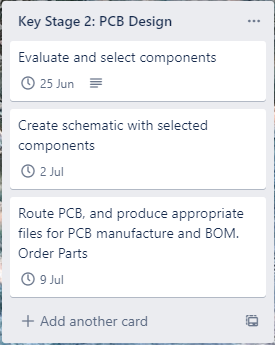 Key Stage 2: PCB Design
Evaluate and select components
25 Jun
Create schematic with selected
components
2 Jul
Route PCB, and produce appropriate
files for PCB manufacture and BOM.
Order Parts
9 Jul
Add another card